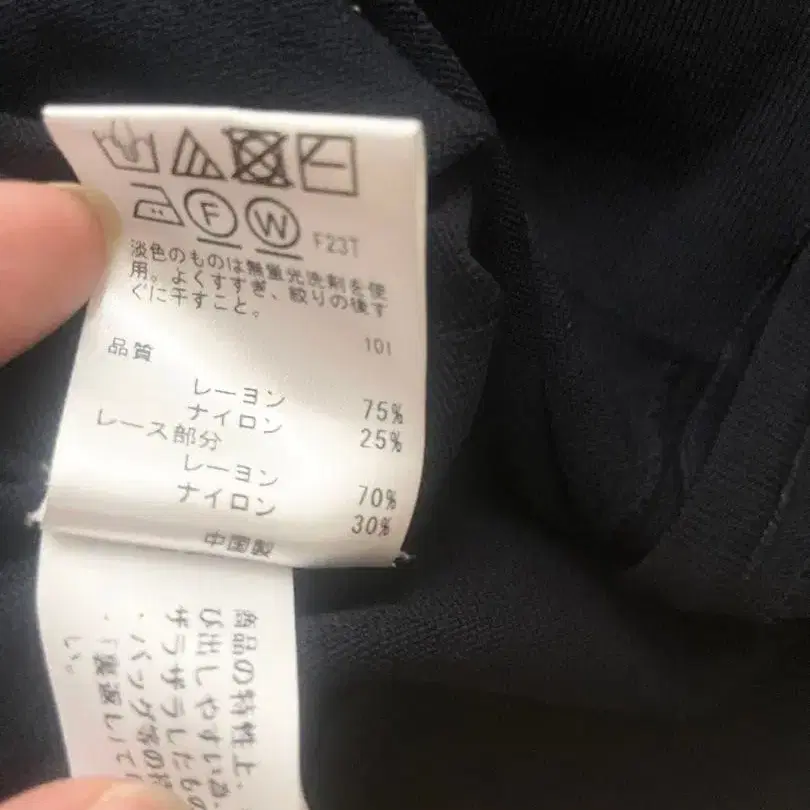 F W F23T
淡色のものは無蛍光洗剤を使
用。よくすすぎ、絞りの後す
ぐに干すこと。
101
品質
レーヨン 75%
ナイロン 25%
レース部分
レーヨン 70%
ナイロン 30%
中国製
商品の特性上、
び出しやすい為、
ザラザラしたもの
・バッグ等の
・「裏返し」て
い。